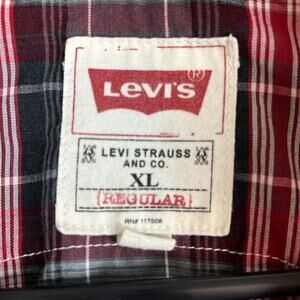 LEVI'S
®
LEVI STRAUSS
AND CO.
XL
[REGULAR]
RN# 117508